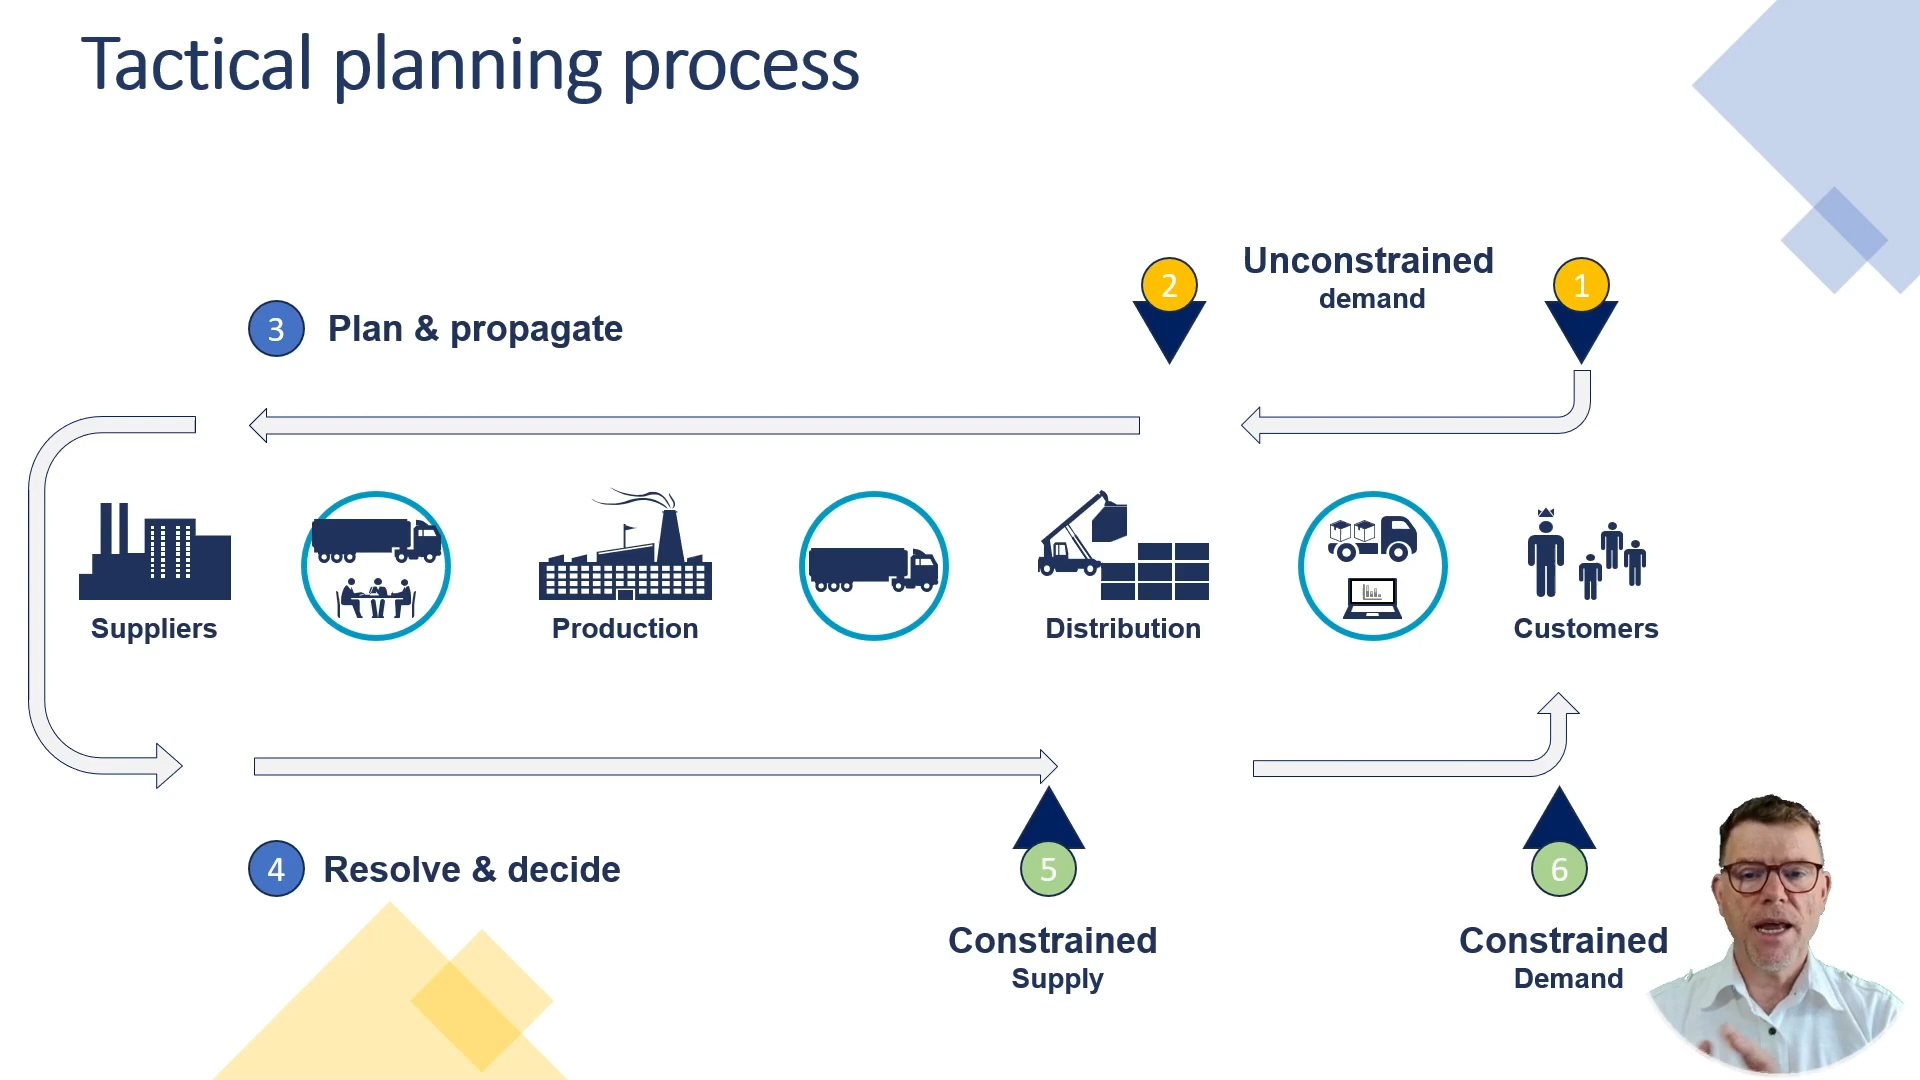 Tactical planning process
Unconstrained
demand
2
1
3
Plan & propagate
Suppliers
Production
Distribution
Customers
4
Resolve & decide
5
6
Constrained
Supply
Constrained
Demand